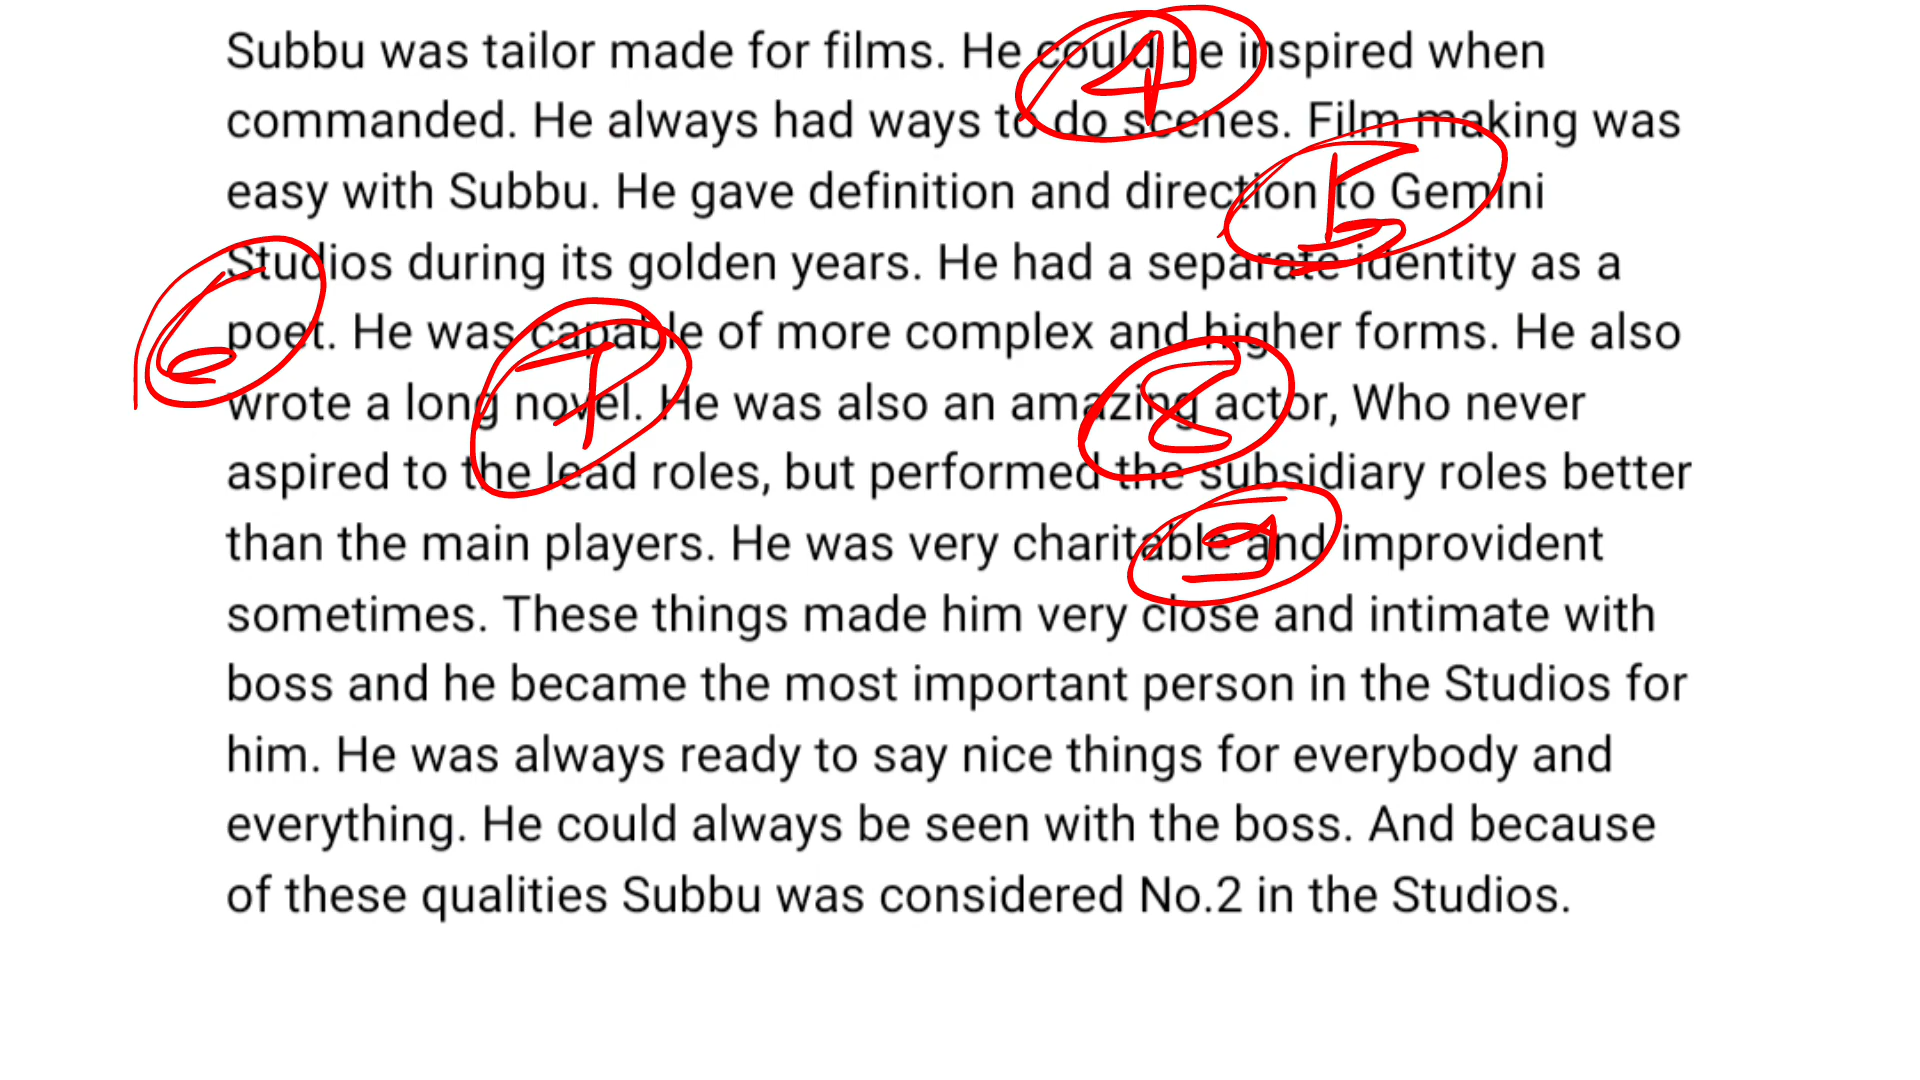 Subbu was tailor made for films. He could be inspired when
commanded. He always had ways to do scenes. Film making was
easy with Subbu. He gave definition and direction to Gemini
Studios during its golden years. He had a separate identity as a
poet. He was capable of more complex and higher forms. He also
wrote a long novel. He was also an amazing actor, Who never
aspired to the lead roles, but performed the subsidiary roles better
than the main players. He was very charitable and improvident
sometimes. These things made him very close and intimate with
boss and he became the most important person in the Studios for
him. He was always ready to say nice things for everybody and
everything. He could always be seen with the boss. And because
of these qualities Subbu was considered No.2 in the Studios.
4
5
6
7
8
9